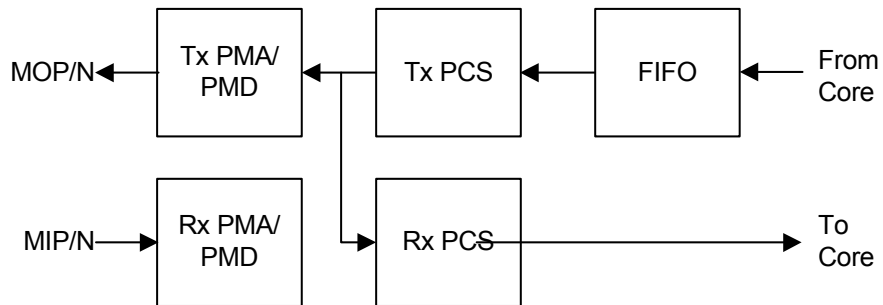 MOP/N
Tx PMA/
PMD
Tx PCS
FIFO
From
Core
MIP/N
Rx PMA/
PMD
Rx PCS
To
Core